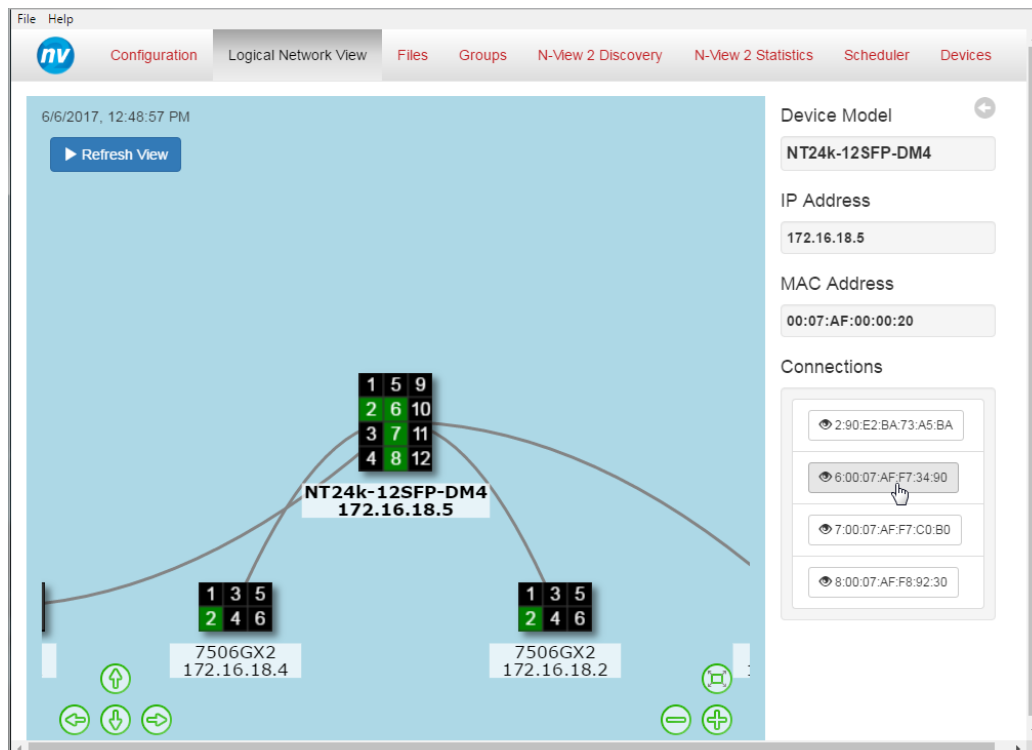 File Help
nv Configuration Logical Network View Files Groups N-View 2 Discovery N-View 2 Statistics Scheduler Devices
6/6/2017, 12:48:57 PM
Refresh View
Device Model
NT24k-12SFP-DM4
IP Address
172.16.18.5
MAC Address
00:07:AF:00:00:20
Connections
2:90:E2:BA:73:A5:BA
6:00:07:AF:F7:34:90
7:00:07:AF:F7:C0:B0
8:00:07:AF:F8:92:30
1 5 9
2 6 10
3 7 11
4 8 12
NT24k-12SFP-DM4
172.16.18.5
1 3 5
2 4 6
7506GX2
172.16.18.4
1 3 5
2 4 6
7506GX2
172.16.18.2